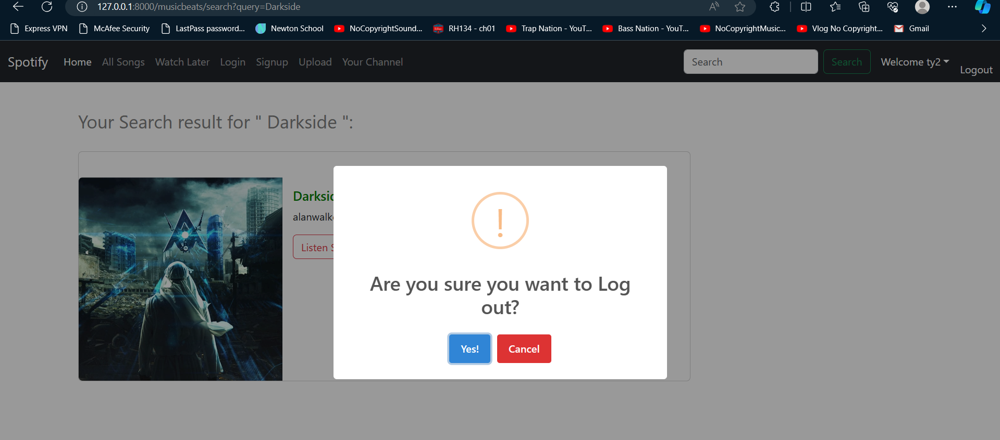 127.0.0.1:8000/musicbeats/search?query=Darkside
Express VPN McAfee Security LastPass password... Newton School NoCopyrightSound... RH134 - ch01 Trap Nation - YouT... Bass Nation - YouT... NoCopyrightMusic... Vlog No Copyright... Gmail
Spotify Home All Songs Watch Later Login Signup Upload Your Channel Search Search Welcome ty2 Logout
Your Search result for " Darkside ":
Darksi
alanwalk
Listen S
Are you sure you want to Log
out?
Yes! Cancel